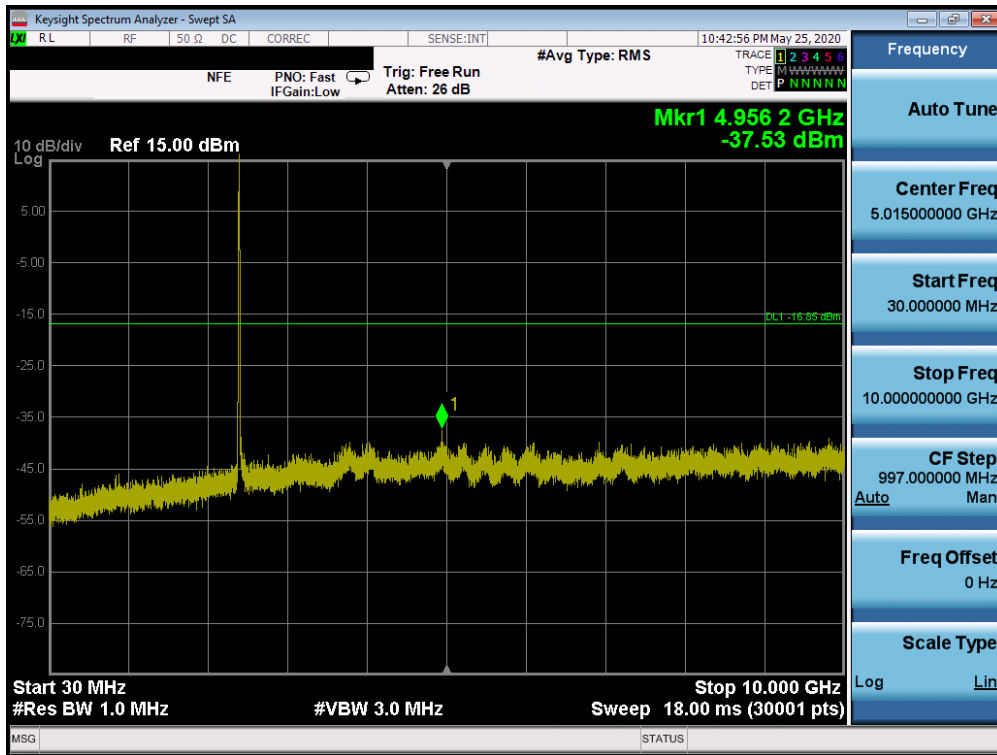 Keysight Spectrum Analyzer - Swept SA
LXI RL RF 50 Ω DC CORREC SENSE:INT 10:42:56 PM May 25, 2020
#Avg Type: RMS TRACE 1 2 3 4 5 6
NFE PNO: Fast Trig: Free Run TYPE M WWWWW
IFGain:Low Atten: 26 dB DET P N N N N N
Mkr1 4.956 2 GHz
-37.53 dBm
10 dB/div Ref 15.00 dBm
Log
5.00
-5.00
-15.0
DL1 -16.85 dBm
-25.0
-35.0
1
-45.0
-55.0
-65.0
-75.0
Start 30 MHz Stop 10.000 GHz
#Res BW 1.0 MHz #VBW 3.0 MHz Sweep 18.00 ms (30001 pts)
MSG STATUS
Frequency
Auto Tune
Center Freq
5.015000000 GHz
Start Freq
30.000000 MHz
Stop Freq
10.000000000 GHz
CF Step
997.000000 MHz
Auto Man
Freq Offset
0 Hz
Scale Type
Log Lin